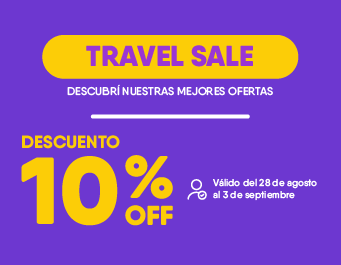 TRAVEL SALE
DESCUBRÍ NUESTRAS MEJORES OFERTAS
DESCUENTO
10%
OFF
Válido del 28 de agosto
al 3 de septiembre